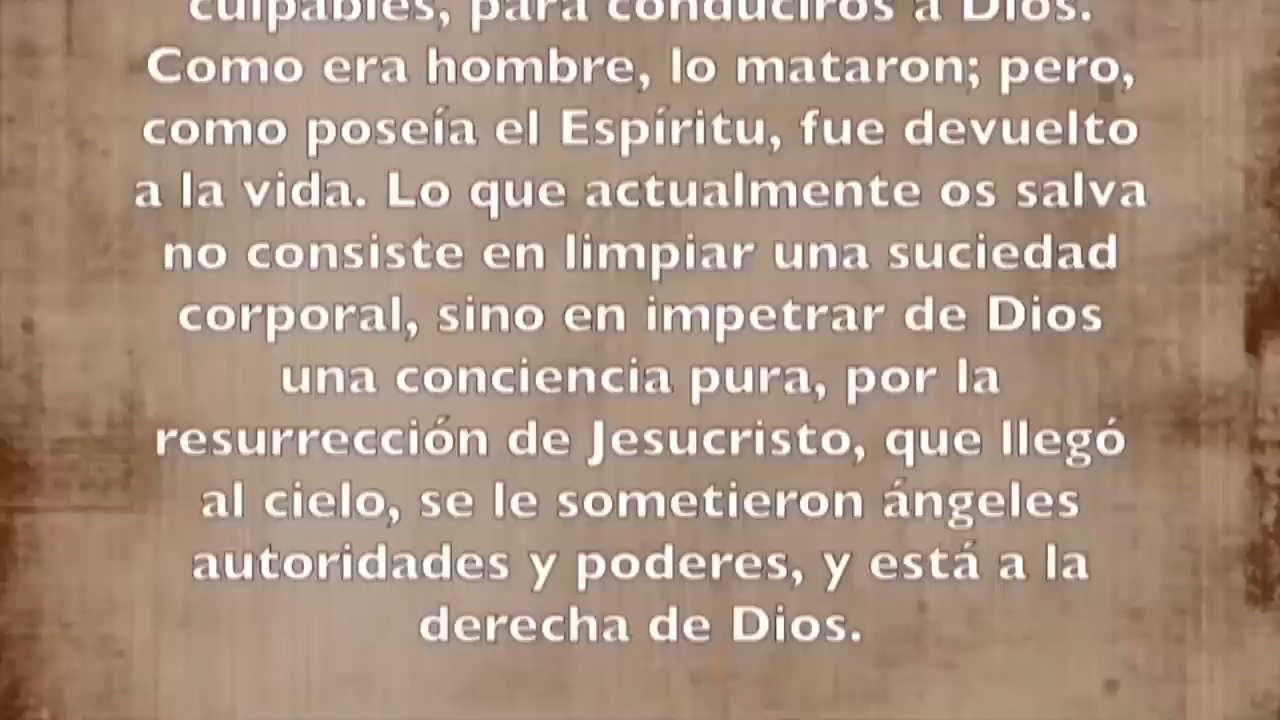 culpables, para conduciros a Dios.
Como era hombre, lo mataron; pero,
como poseía el Espíritu, fue devuelto
a la vida. Lo que actualmente os salva
no consiste en limpiar una suciedad
corporal, sino en impetrar de Dios
una conciencia pura, por la
resurrección de Jesucristo, que llegó
al cielo, se le sometieron ángeles
autoridades y poderes, y está a la
derecha de Dios.